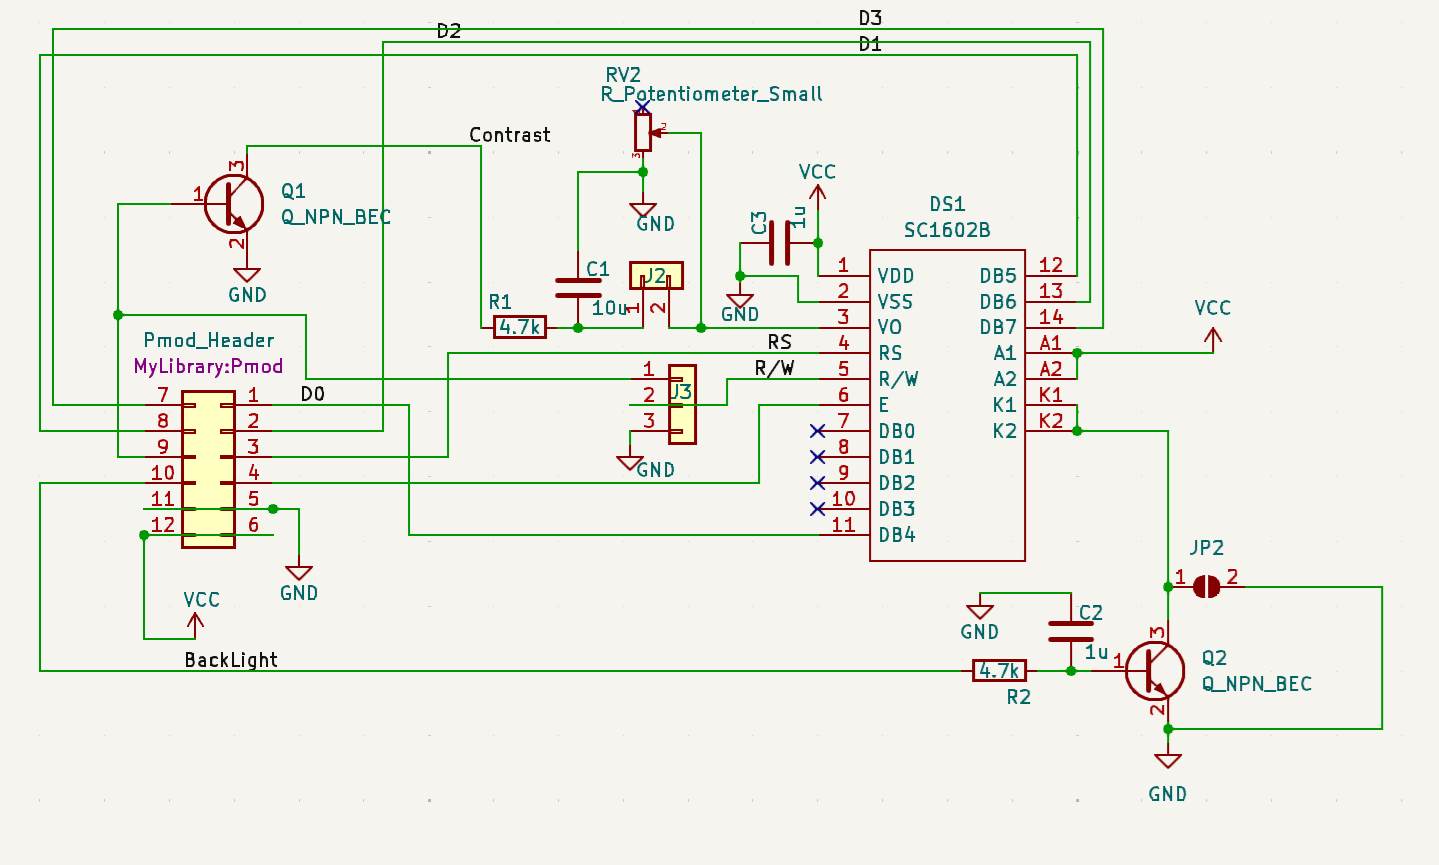 D3
D2
D1
RV2
R_Potentiometer_Small
2
3
Contrast
3
1
Q1
Q_NPN_BEC
2
GND
VCC
C3
1u
GND
DS1
SC1602B
C1
10u
J2
1
2
R1
4.7k
GND
1 VDD DB5 12
2 VSS DB6 13
3 VO DB7 14
4 RS A1 A1
5 R/W A2 A2
6 E K1 K1
7 DB0 K2 K2
8 DB1
9 DB2
10 DB3
11 DB4
VCC
RS
R/W
Pmod_Header
MyLibrary:Pmod
D0
7 1
8 2
9 3
10 4
11 5
12 6
1
2
3
J3
GND
GND
VCC
BackLight
JP2
1 2
GND
C2
1u
4.7k
R2
3
1
2
Q2
Q_NPN_BEC
GND